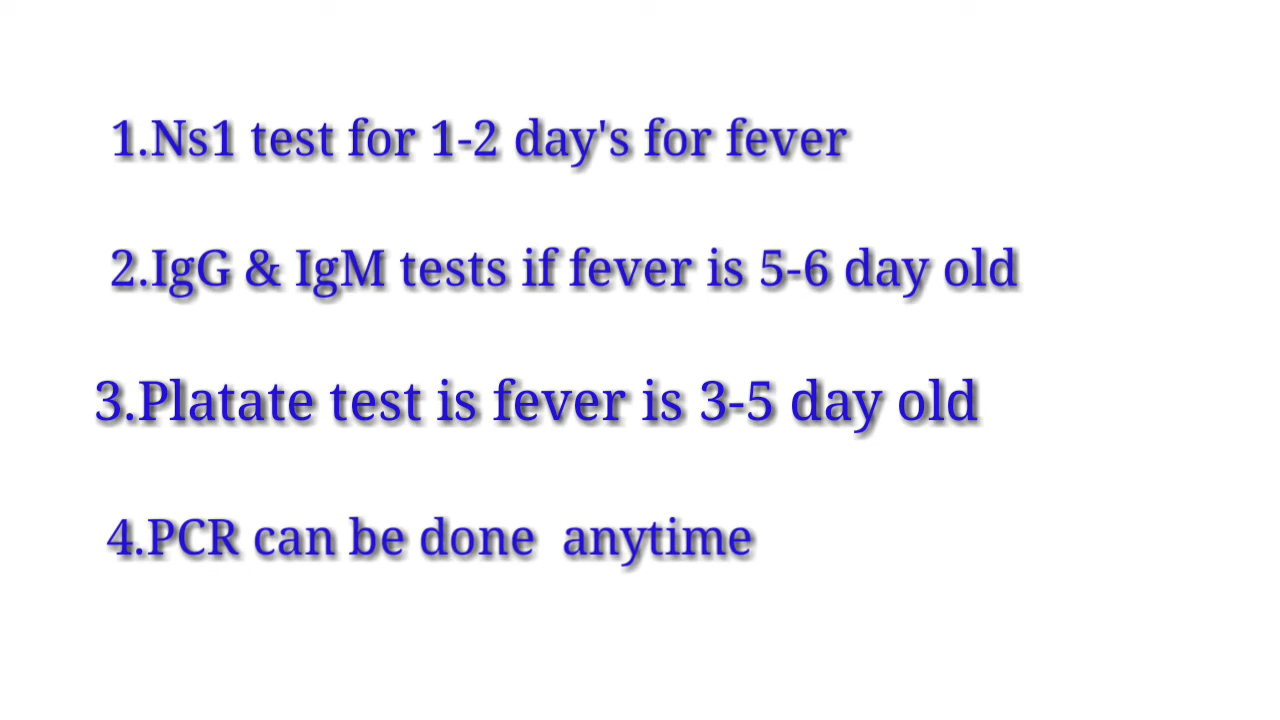 1.Ns1 test for 1-2 day's for fever
2.IgG & IgM tests if fever is 5-6 day old
3.Platate test is fever is 3-5 day old
4.PCR can be done  anytime